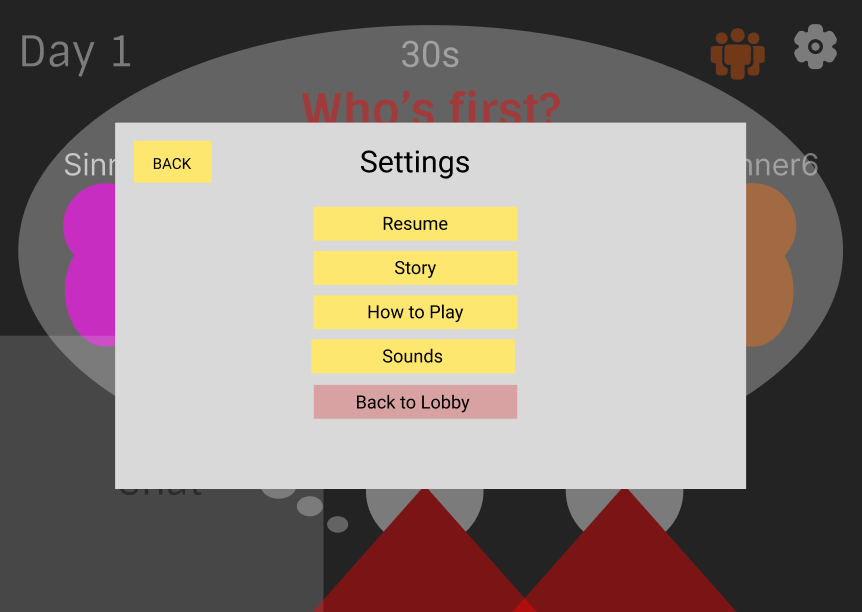 Day 1
30s
Who's first?
BACK
Settings
Resume
Story
How to Play
Sounds
Back to Lobby